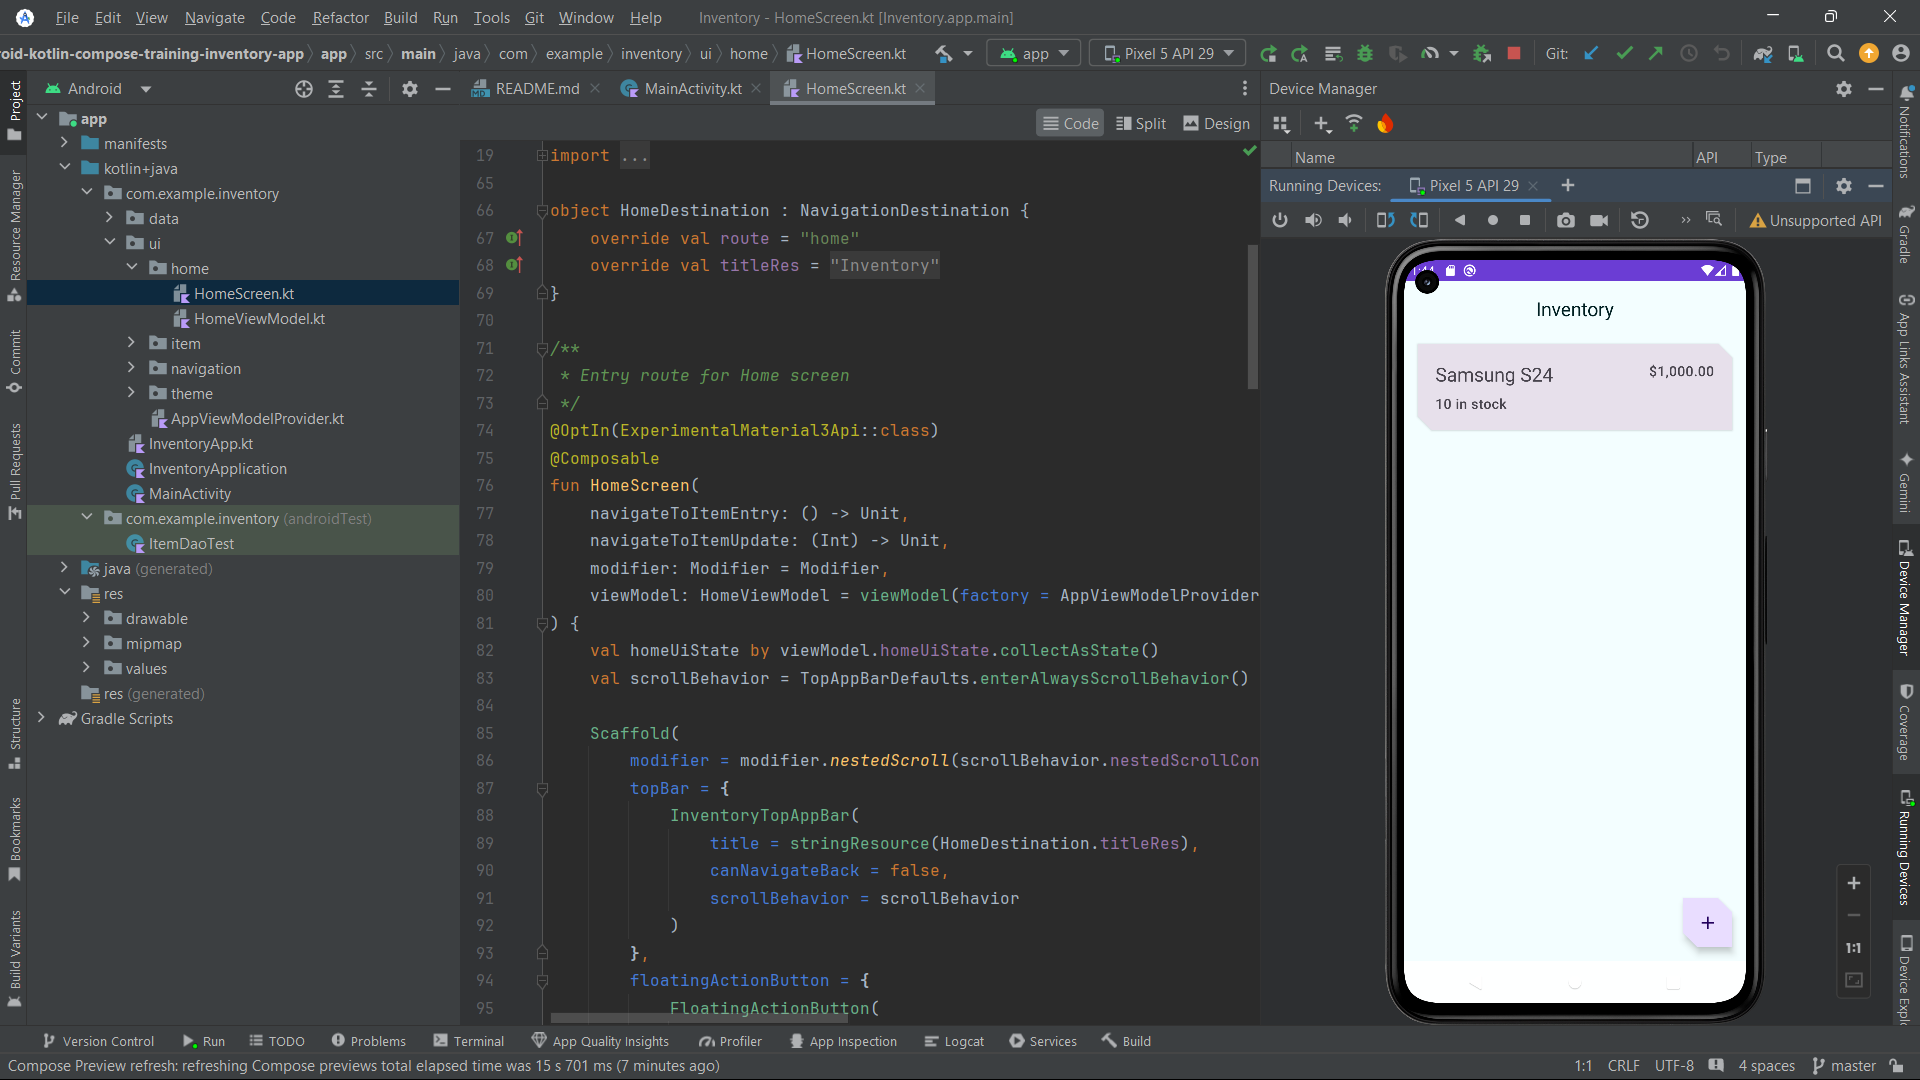 File Edit View Navigate Code Refactor Build Run Tools Git Window Help Inventory - HomeScreen.kt [Inventory.app.main]
oid-kotlin-compose-training-inventory-app app src main java com example inventory ui home HomeScreen.kt app Pixel 5 API 29 Git:
Android README.md MainActivity.kt HomeScreen.kt Device Manager
Code Split Design
Name API Type
Running Devices: Pixel 5 API 29
Unsupported API
Project
Resource Manager
Commit
Pull Requests
Structure
Bookmarks
Build Variants
app
manifests
kotlin+java
com.example.inventory
data
ui
home
HomeScreen.kt
HomeViewModel.kt
item
navigation
theme
AppViewModelProvider.kt
InventoryApp.kt
InventoryApplication
MainActivity
com.example.inventory (androidTest)
ItemDaoTest
java (generated)
res
drawable
mipmap
values
res (generated)
Gradle Scripts
19 import ...
65
66 object HomeDestination : NavigationDestination {
67 override val route = "home"
68 override val titleRes = "Inventory"
69 }
70
71 /**
72 * Entry route for Home screen
73 */
74 @OptIn(ExperimentalMaterial3Api::class)
75 @Composable
76 fun HomeScreen(
77 navigateToItemEntry: () -> Unit,
78 navigateToItemUpdate: (Int) -> Unit,
79 modifier: Modifier = Modifier,
80 viewModel: HomeViewModel = viewModel(factory = AppViewModelProvider
81 ) {
82 val homeUiState by viewModel.homeUiState.collectAsState()
83 val scrollBehavior = TopAppBarDefaults.enterAlwaysScrollBehavior()
84
85 Scaffold(
86 modifier = modifier.nestedScroll(scrollBehavior.nestedScrollCon
87 topBar = {
88 InventoryTopAppBar(
89 title = stringResource(HomeDestination.titleRes),
90 canNavigateBack = false,
91 scrollBehavior = scrollBehavior
92 )
93 },
94 floatingActionButton = {
95 FloatingActionButton(
Inventory
Samsung S24 $1,000.00
10 in stock
+
1:1
Notifications
Gradle
App Links Assistant
Gemini
Device Manager
Coverage
Running Devices
Device Explo
Version Control Run TODO Problems Terminal App Quality Insights Profiler App Inspection Logcat Services Build
Compose Preview refresh: refreshing Compose previews total elapsed time was 15 s 701 ms (7 minutes ago) 1:1 CRLF UTF-8 4 spaces master